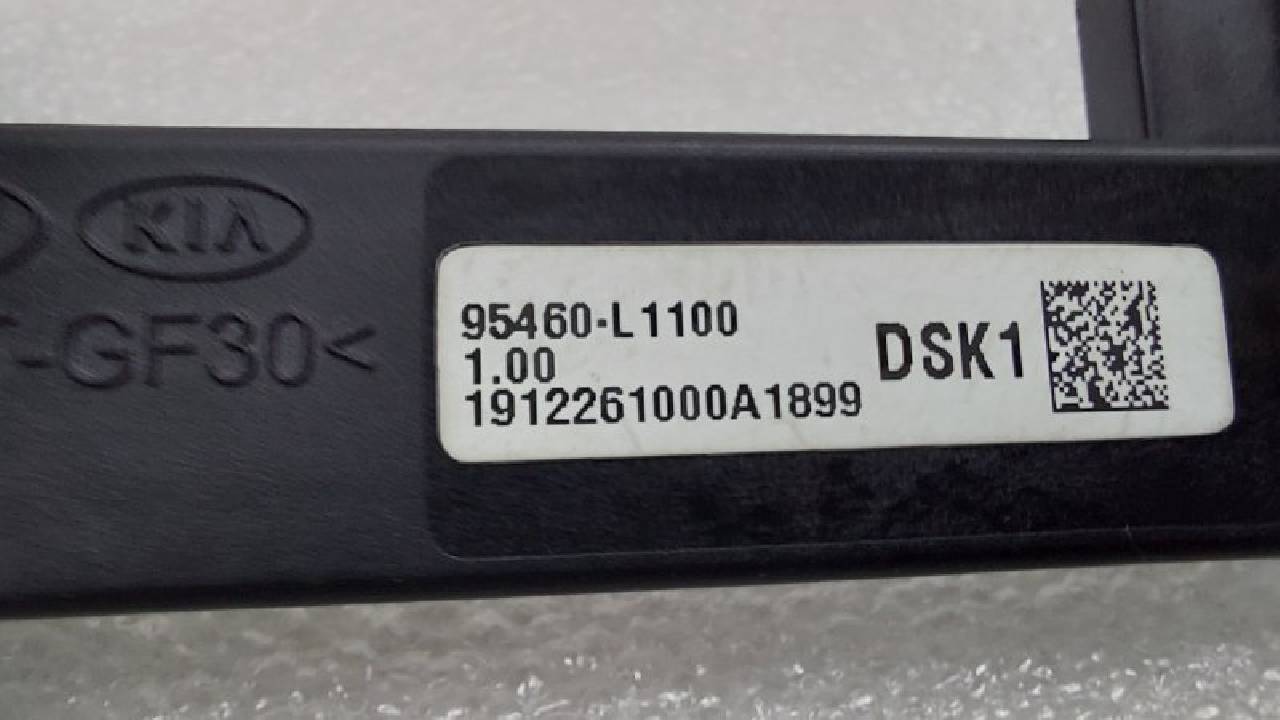 KIA
-GF30<
95460-L1100
1.00
1912261000A1899
DSK1